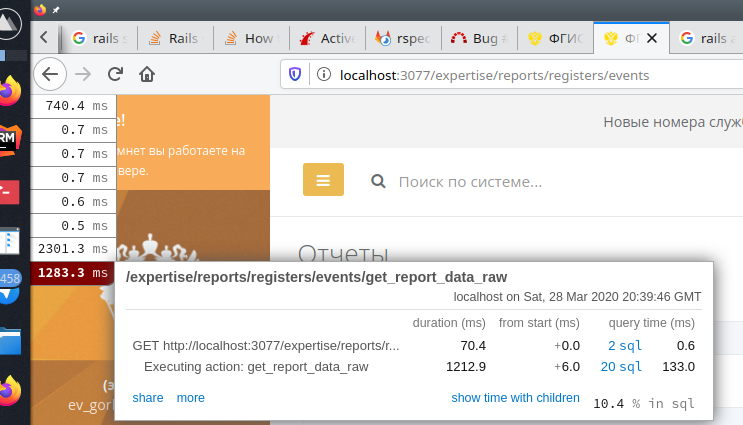 rails s
Rails
How
Active
rspec
Bug #
ФГИС
ФГ
rails a
localhost:3077/expertise/reports/registers/events
740.4 ms
0.7 ms
0.7 ms
0.7 ms
0.6 ms
0.5 ms
2301.3 ms
1283.3 ms
е!
мнет вы работаете на
вере.
Новые номера служ
Поиск по системе...
Отчеты
RM
458
/expertise/reports/registers/events/get_report_data_raw
localhost on Sat, 28 Mar 2020 20:39:46 GMT
duration (ms) from start (ms) query time (ms)
GET http://localhost:3077/expertise/reports/r... 70.4 +0.0 2 sql 0.6
Executing action: get_report_data_raw 1212.9 +6.0 20 sql 133.0
share more show time with children 10.4 % in sql
(э
ev_gorl